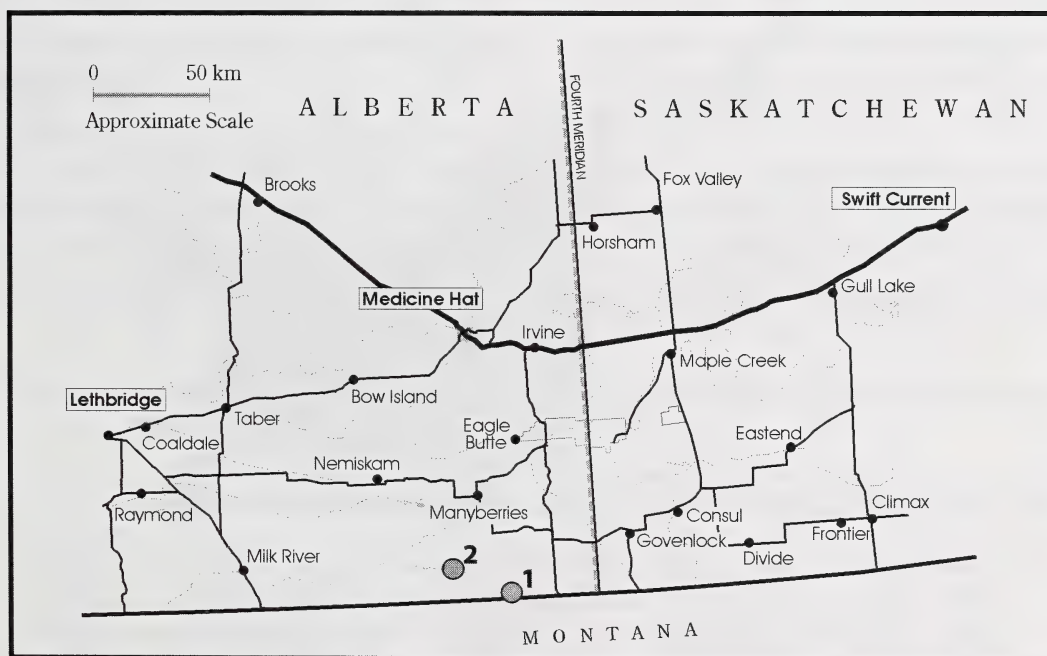 0 50 km
Approximate Scale
ALBERTA
SASKATCHEWAN
FOURTH MERIDIAN
Brooks
Fox Valley
Horsham
Swift Current
Gull Lake
Medicine Hat
Irvine
Maple Creek
Bow Island
Lethbridge
Taber
Coaldale
Eagle
Butte
Eastend
Nemiskam
Manyberries
Raymond
Consul
Climax
Govenlock
Frontier
Divide
Milk River
2
1
MONTANA